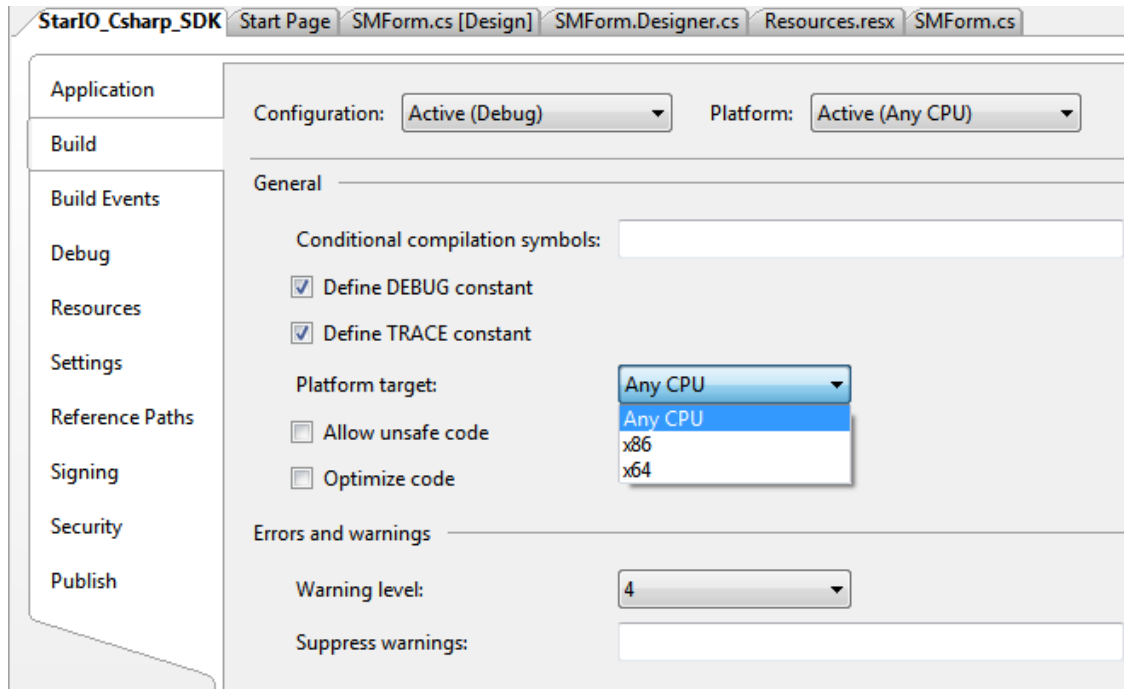 StarIO_Csharp_SDK Start Page SMForm.cs [Design] SMForm.Designer.cs Resources.resx SMForm.cs
Application
Build
Build Events
Debug
Resources
Settings
Reference Paths
Signing
Security
Publish
Configuration: Active (Debug) Platform: Active (Any CPU)
General
Conditional compilation symbols:
Define DEBUG constant
Define TRACE constant
Platform target: Any CPU
Any CPU
x86
x64
Allow unsafe code
Optimize code
Errors and warnings
Warning level: 4
Suppress warnings: